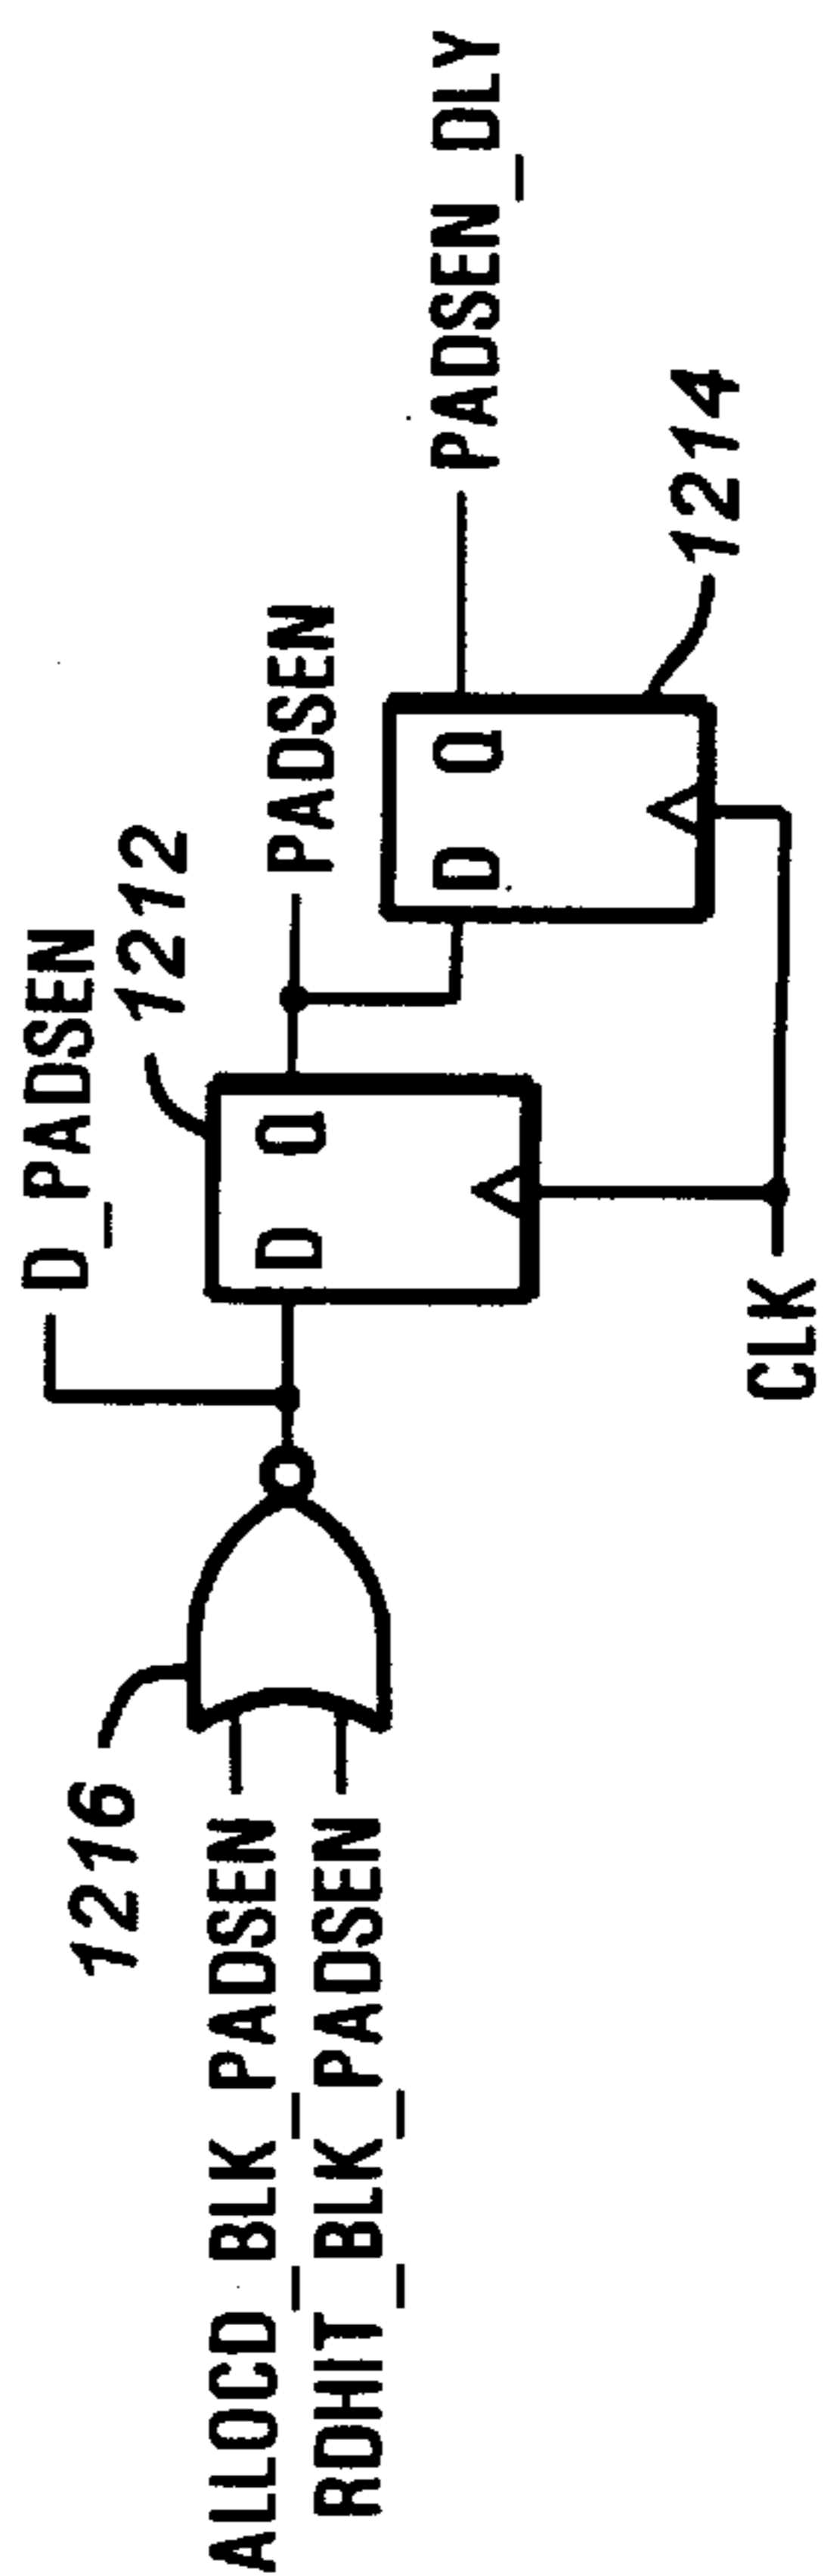 D_PADSEN
1212
PADSEN
PADSEN_DLY
1216
ALLOCD_BLK_PADSEN
RDHIT_BLK_PADSEN
D Q
D Q
1214
CLK